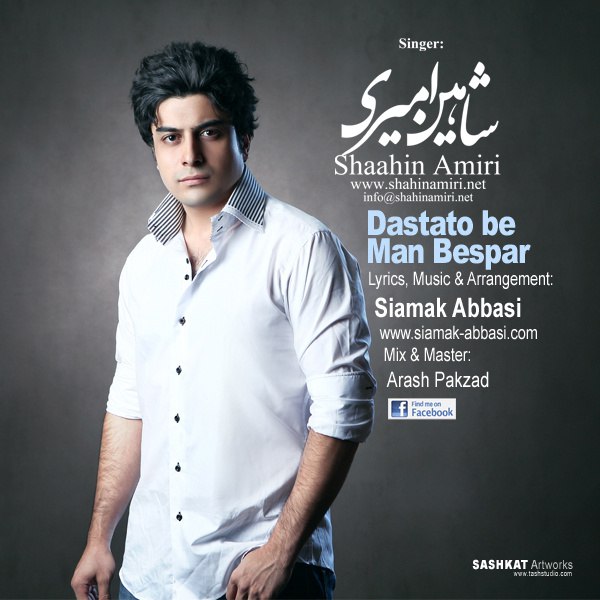 Singer:
شاهین امیری
Shaahin Amiri
www.shahinamiri.net
info@shahinamiri.net
Dastato be
Man Bespar
Lyrics, Music & Arrangement:
Siamak Abbasi
www.siamak-abbasi.com
Mix & Master:
Arash Pakzad
f Find me on
Facebook
SASHKAT Artworks
www.tashstudio.com